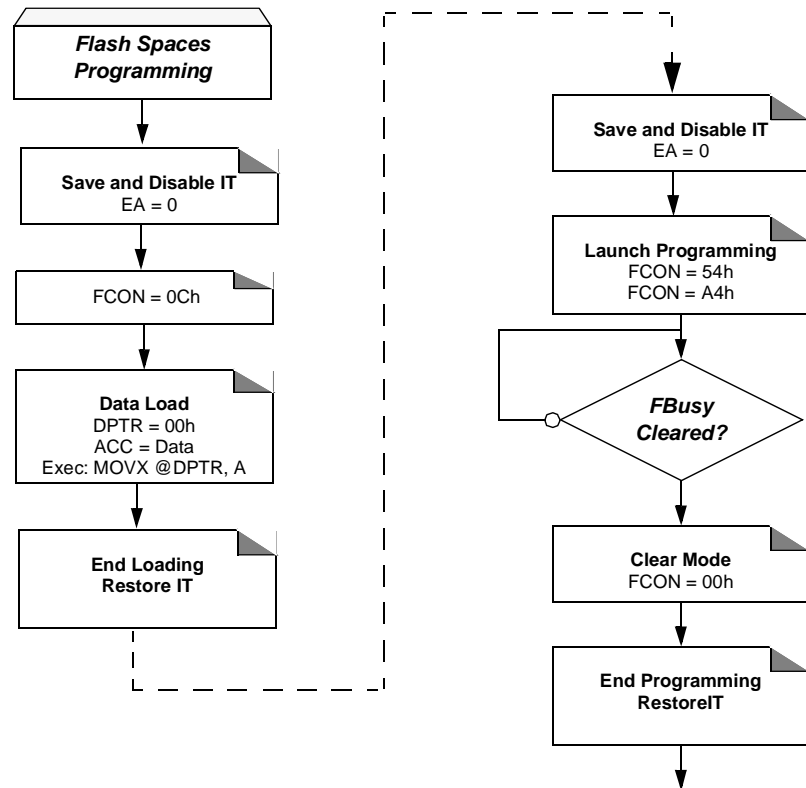 Flash Spaces
Programming
Save and Disable IT
EA = 0
FCON = 0Ch
Data Load
DPTR = 00h
ACC = Data
Exec: MOVX @DPTR, A
End Loading
Restore IT
Save and Disable IT
EA = 0
Launch Programming
FCON = 54h
FCON = A4h
FBusy
Cleared?
Clear Mode
FCON = 00h
End Programming
RestoreIT